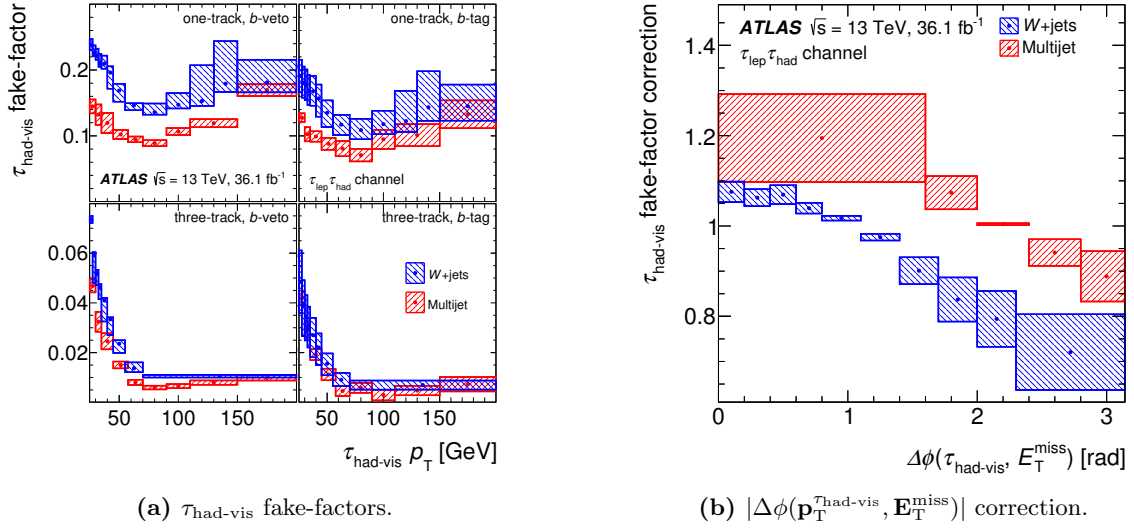 one-track, b-veto
one-track, b-tag
0.2
0.1
τhad-vis fake-factor
ATLAS √s = 13 TeV, 36.1 fb⁻¹
τlepτhad channel
three-track, b-veto
three-track, b-tag
0.06
0.04
0.02
W+jets
Multijet
50 100 150 50 100 150
τhad-vis pT [GeV]
(a) τhad-vis fake-factors.
ATLAS √s = 13 TeV, 36.1 fb⁻¹
τlepτhad channel
W+jets
Multijet
τhad-vis fake-factor correction
1.4
1.2
1
0.8
0 1 2 3
Δϕ(τhad-vis, ETmiss) [rad]
(b) |Δϕ(pTτhad-vis, ETmiss)| correction.